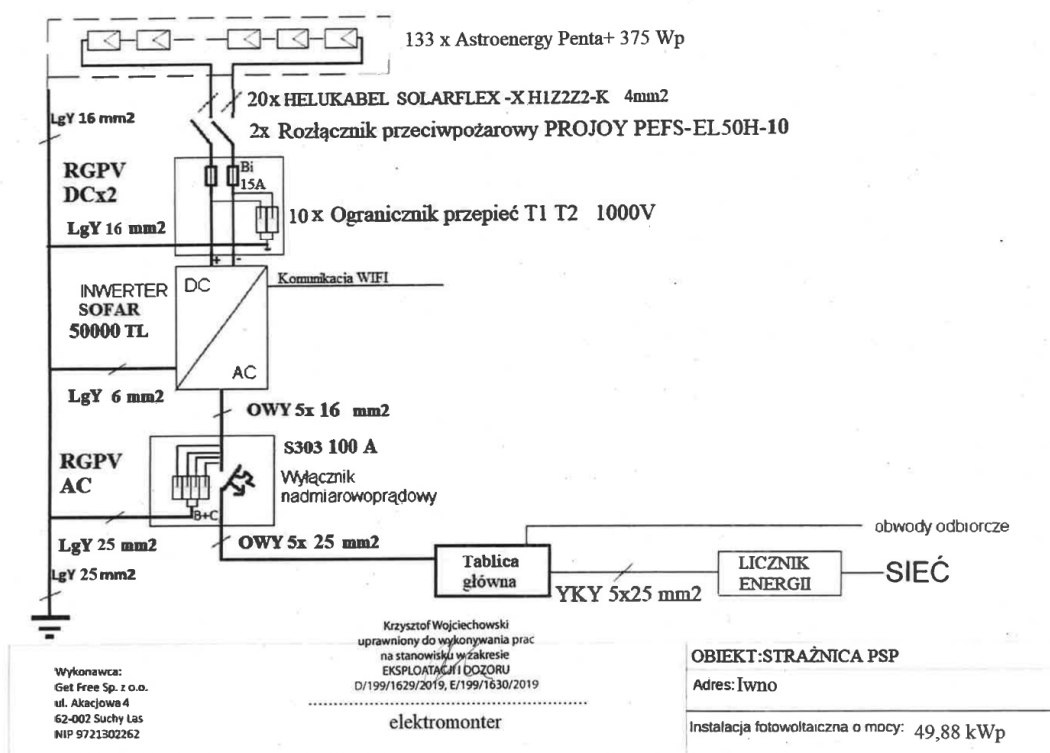 133 x Astroenergy Penta+ 375 Wp
LgY 16 mm2
20x HELUKABEL SOLARFLEX -X H1Z2Z2-K 4mm2
2x Rozłącznik przeciwpożarowy PROJOY PEFS-EL50H-10
RGPV
DCx2
Bi
15A
10 x Ogranicznik przepieć T1 T2 1000V
LgY 16 mm2
+ -
INWERTER
SOFAR
50000 TL
DC
AC
Komunikacja WIFI
LgY 6 mm2
OWY 5x 16 mm2
RGPV
AC
S303 100 A
Wyłącznik
nadmiarowoprądowy
B+C
LgY 25 mm2
OWY 5x 25 mm2
LgY 25 mm2
obwody odbiorcze
Tablica
główna
YKY 5x25 mm2
LICZNIK
ENERGII
SIEĆ
Wykonawca:
Get Free Sp. z o.o.
ul. Akacjowa 4
62-002 Suchy Las
NIP 9721302262
Krzysztof Wojciechowski
uprawniony do wykonywania prac
na stanowisku w zakresie
EKSPLOATACJI I DOZORU
D/199/1629/2019, E/199/1630/2019
elektromonter
OBIEKT:STRAŻNICA PSP
Adres: Iwno
Instalacja fotowoltaiczna o mocy: 49,88 kWp